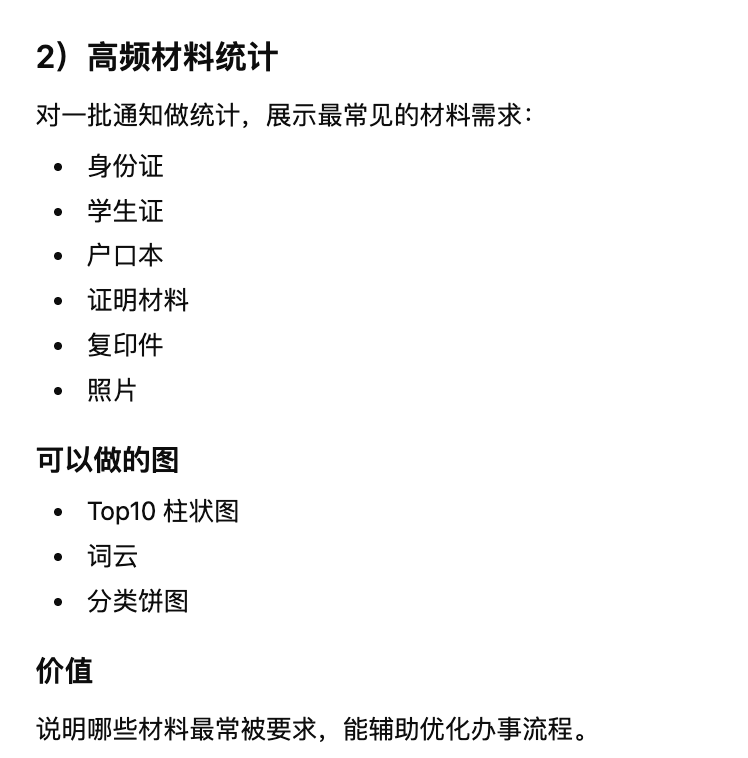 2）高频材料统计
对一批通知做统计，展示最常见的材料需求：
• 身份证
• 学生证
• 户口本
• 证明材料
• 复印件
• 照片
可以做的图
• Top10 柱状图
• 词云
• 分类饼图
价值
说明哪些材料最常被要求，能辅助优化办事流程。